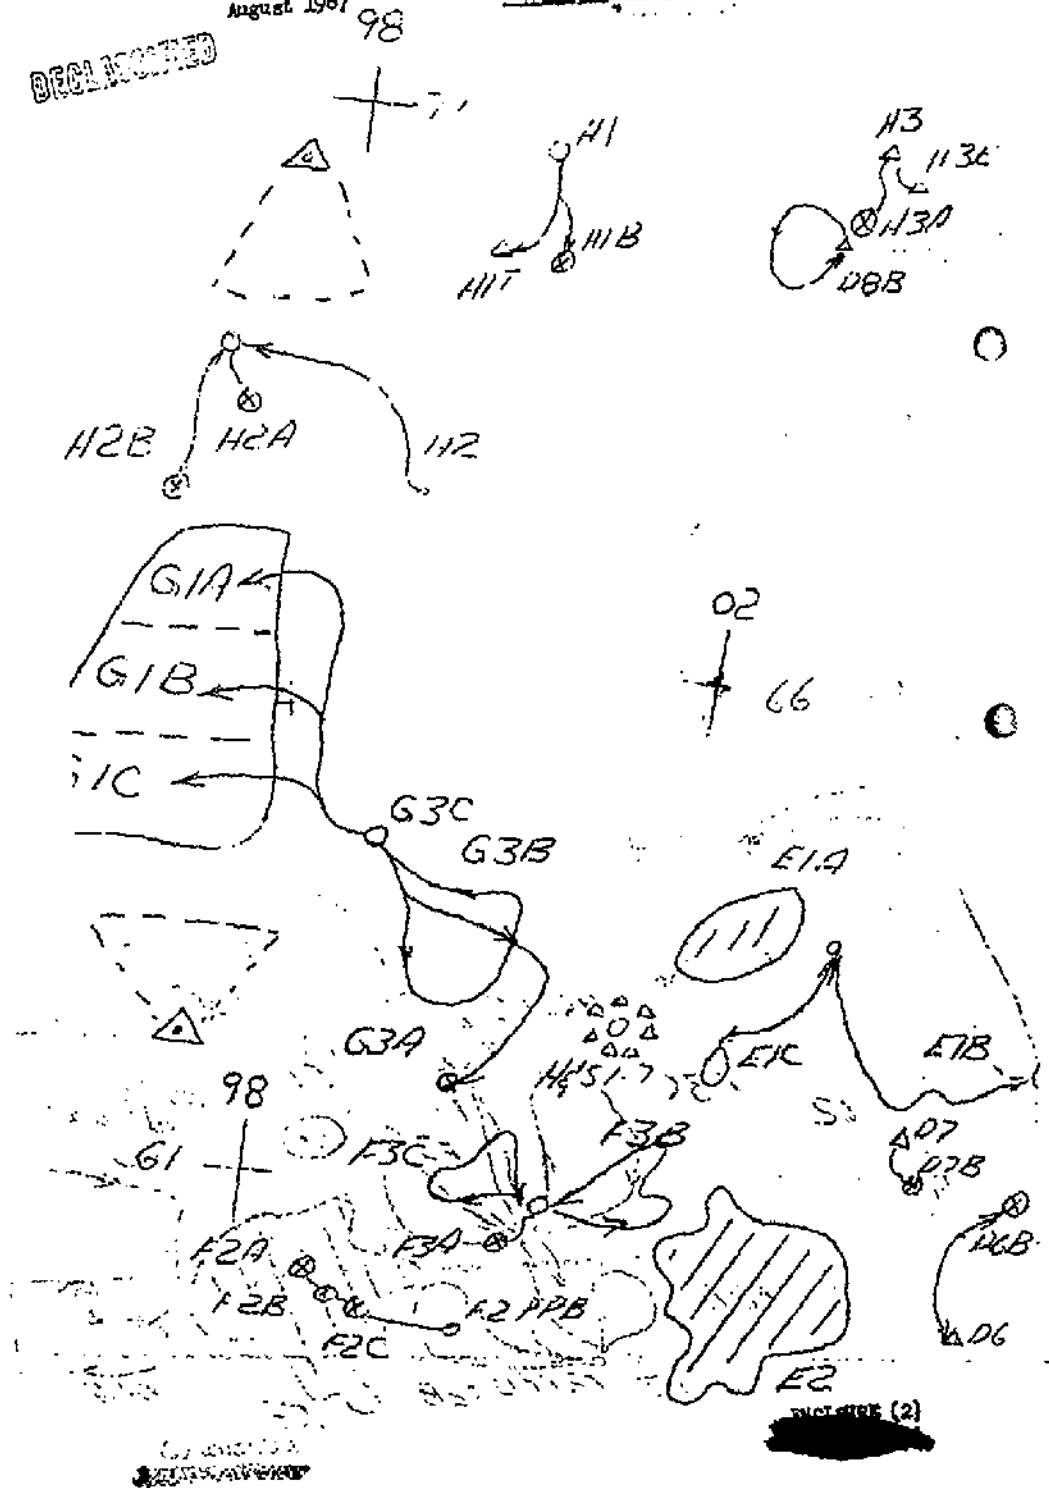 August 1967
98
DECLASSIFIED
H1
H3
H3A
H1B
H1T
D8B
H2B
H2A
H2
G1A
02
G1B
66
1C
G3C
G3B
E1A
G3A
E1C
E1B
98
G1
F3C
F3B
D7
D7B
F2A
F3A
D6B
F2B
F2 PPB
F2C
D6
E2
ENCLOSURE (2)